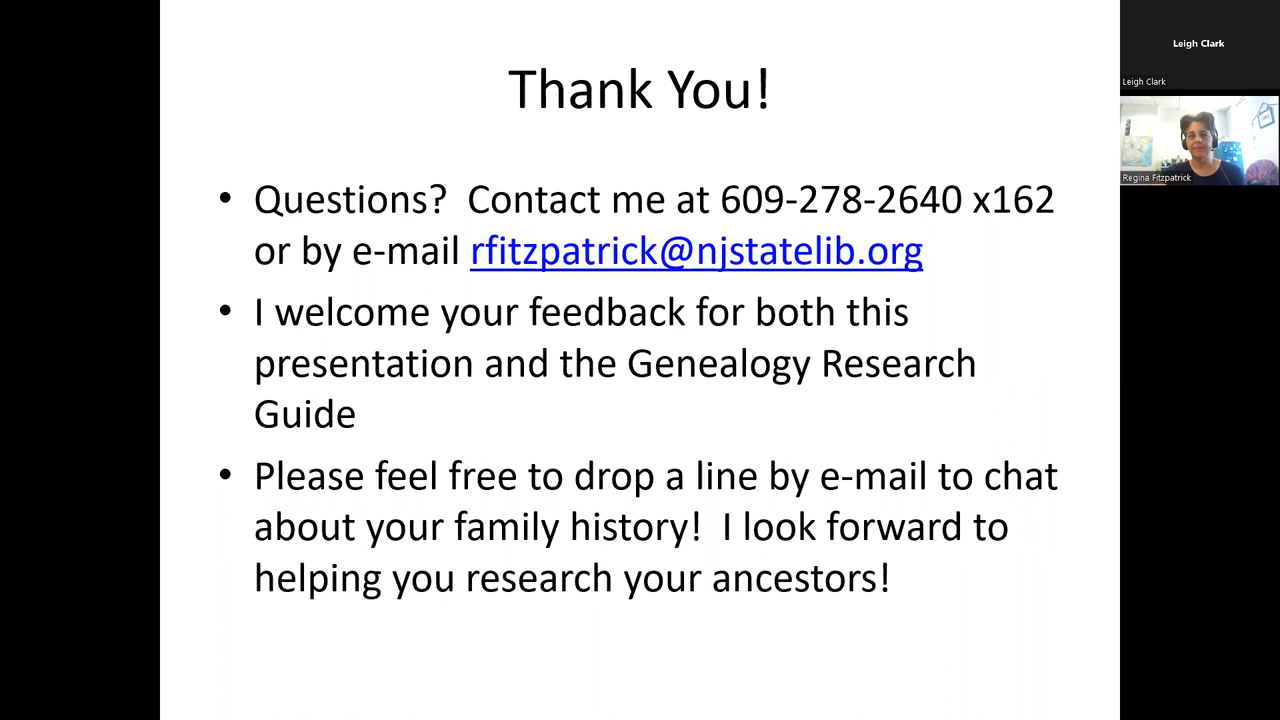 Thank You!
• Questions?  Contact me at 609-278-2640 x162
or by e-mail rfitzpatrick@njstatelib.org
• I welcome your feedback for both this
presentation and the Genealogy Research
Guide
• Please feel free to drop a line by e-mail to chat
about your family history!  I look forward to
helping you research your ancestors!
Leigh Clark
Leigh Clark
Regina Fitzpatrick